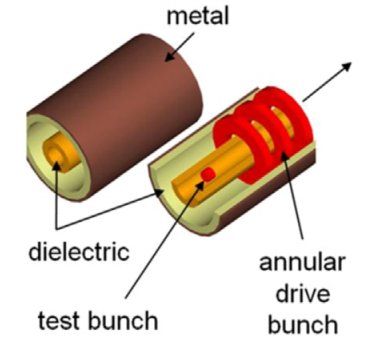 metal
dielectric
test bunch
annular
drive
bunch